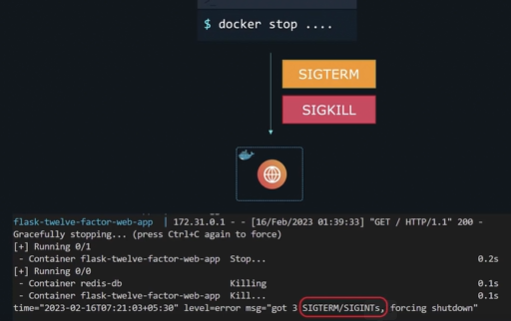 $ docker stop ....
SIGTERM
SIGKILL
flask-twelve-factor-web-app | 172.31.0.1 - - [16/Feb/2023 01:39:33] "GET / HTTP/1.1" 200 -
Gracefully stopping... (press Ctrl+C again to force)
[+] Running 0/1
- Container flask-twelve-factor-web-app Stop... 0.2s
[+] Running 0/0
- Container redis-db Killing 0.1s
- Container flask-twelve-factor-web-app Kill... 0.1s
time="2023-02-16T07:21:03+05:30" level=error msg="got 3 SIGTERM/SIGINTs, forcing shutdown"